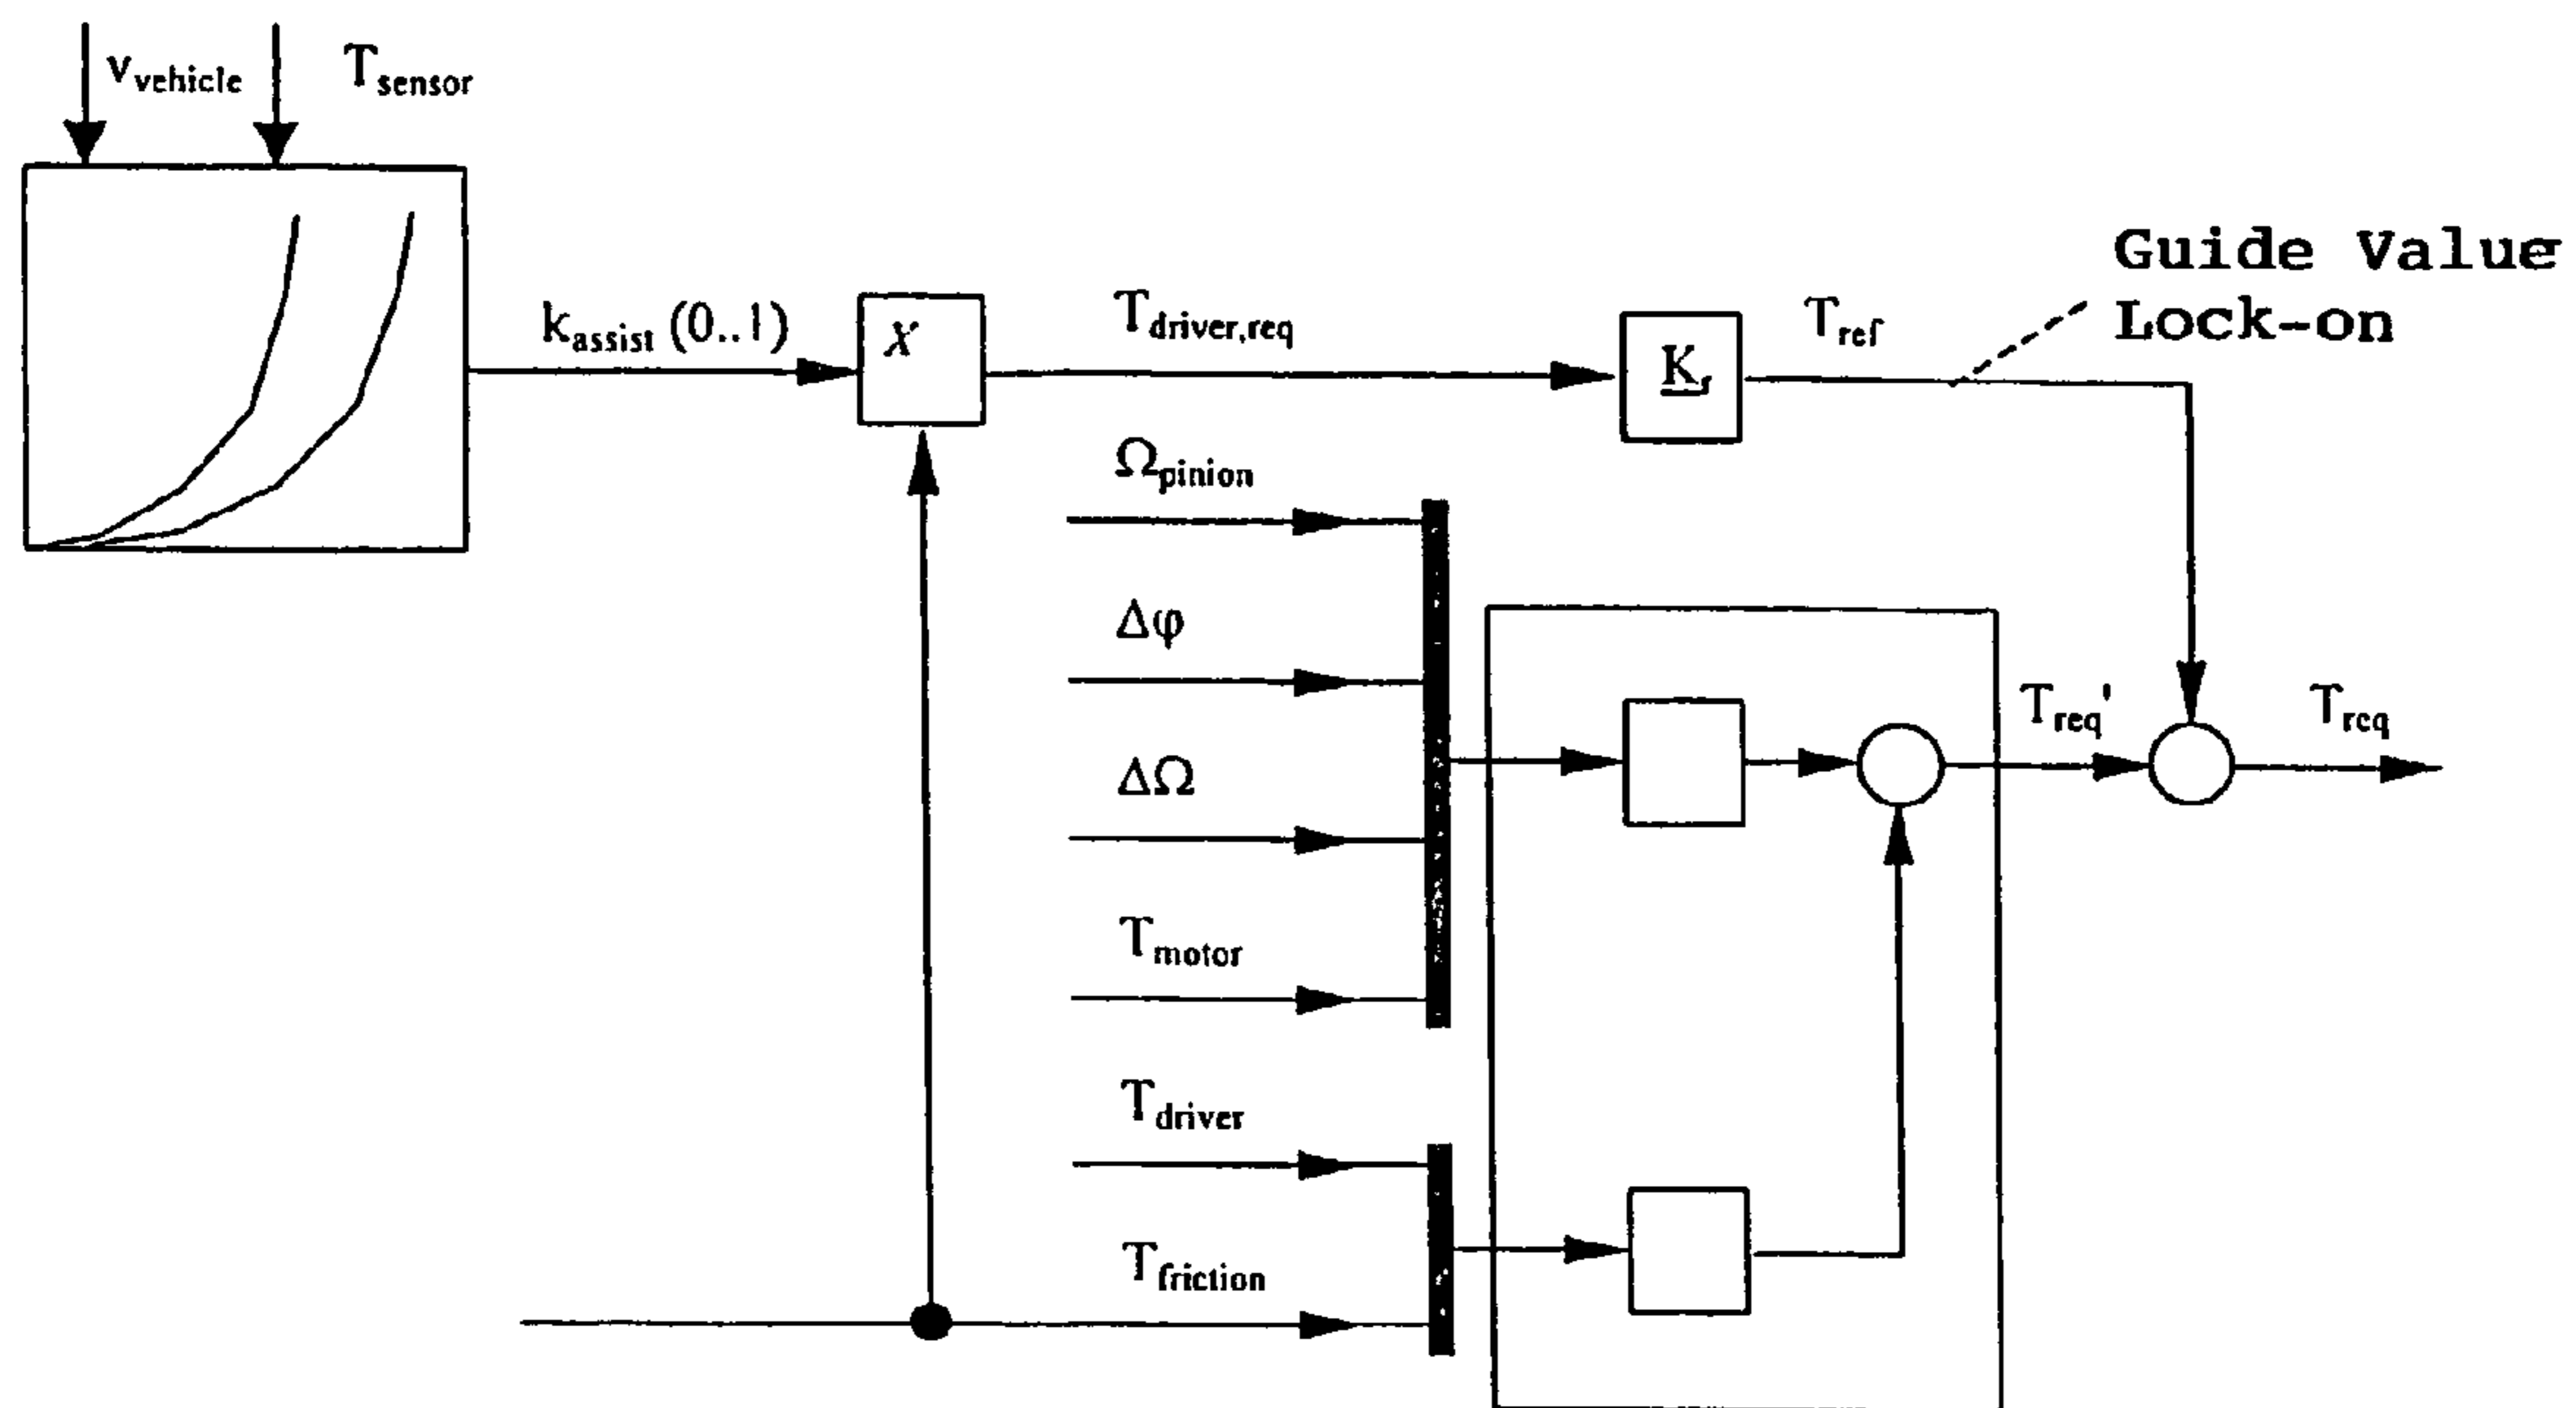 v_vehicle
T_sensor
Guide Value
Lock-on
k_assist (0..1)
X
T_driver,req
K_r
T_ref
Ω_pinion
Δφ
ΔΩ
T_req'
T_req
T_motor
T_driver
T_friction